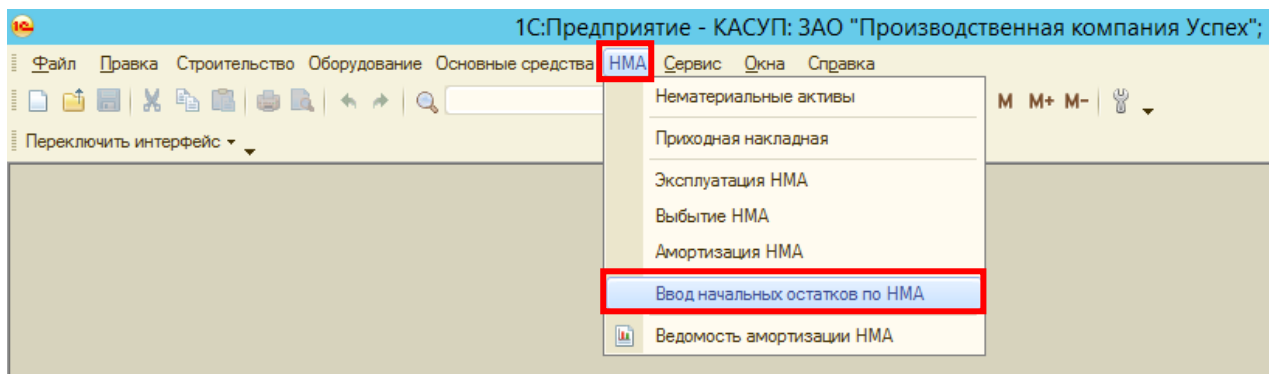 1С:Предприятие - КАСУП: ЗАО "Производственная компания Успех";
Файл Правка Строительство Оборудование Основные средства НМА Сервис Окна Справка
M M+ M-
Переключить интерфейс
Нематериальные активы
Приходная накладная
Эксплуатация НМА
Выбытие НМА
Амортизация НМА
Ввод начальных остатков по НМА
Ведомость амортизации НМА